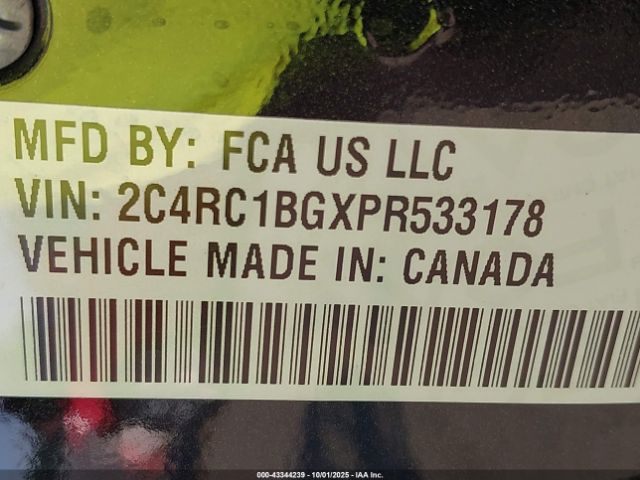 MFD BY: FCA US LLC
VIN: 2C4RC1BGXPR533178
VEHICLE MADE IN: CANADA
000-43344239 - 10/01/2025 - IAA Inc.